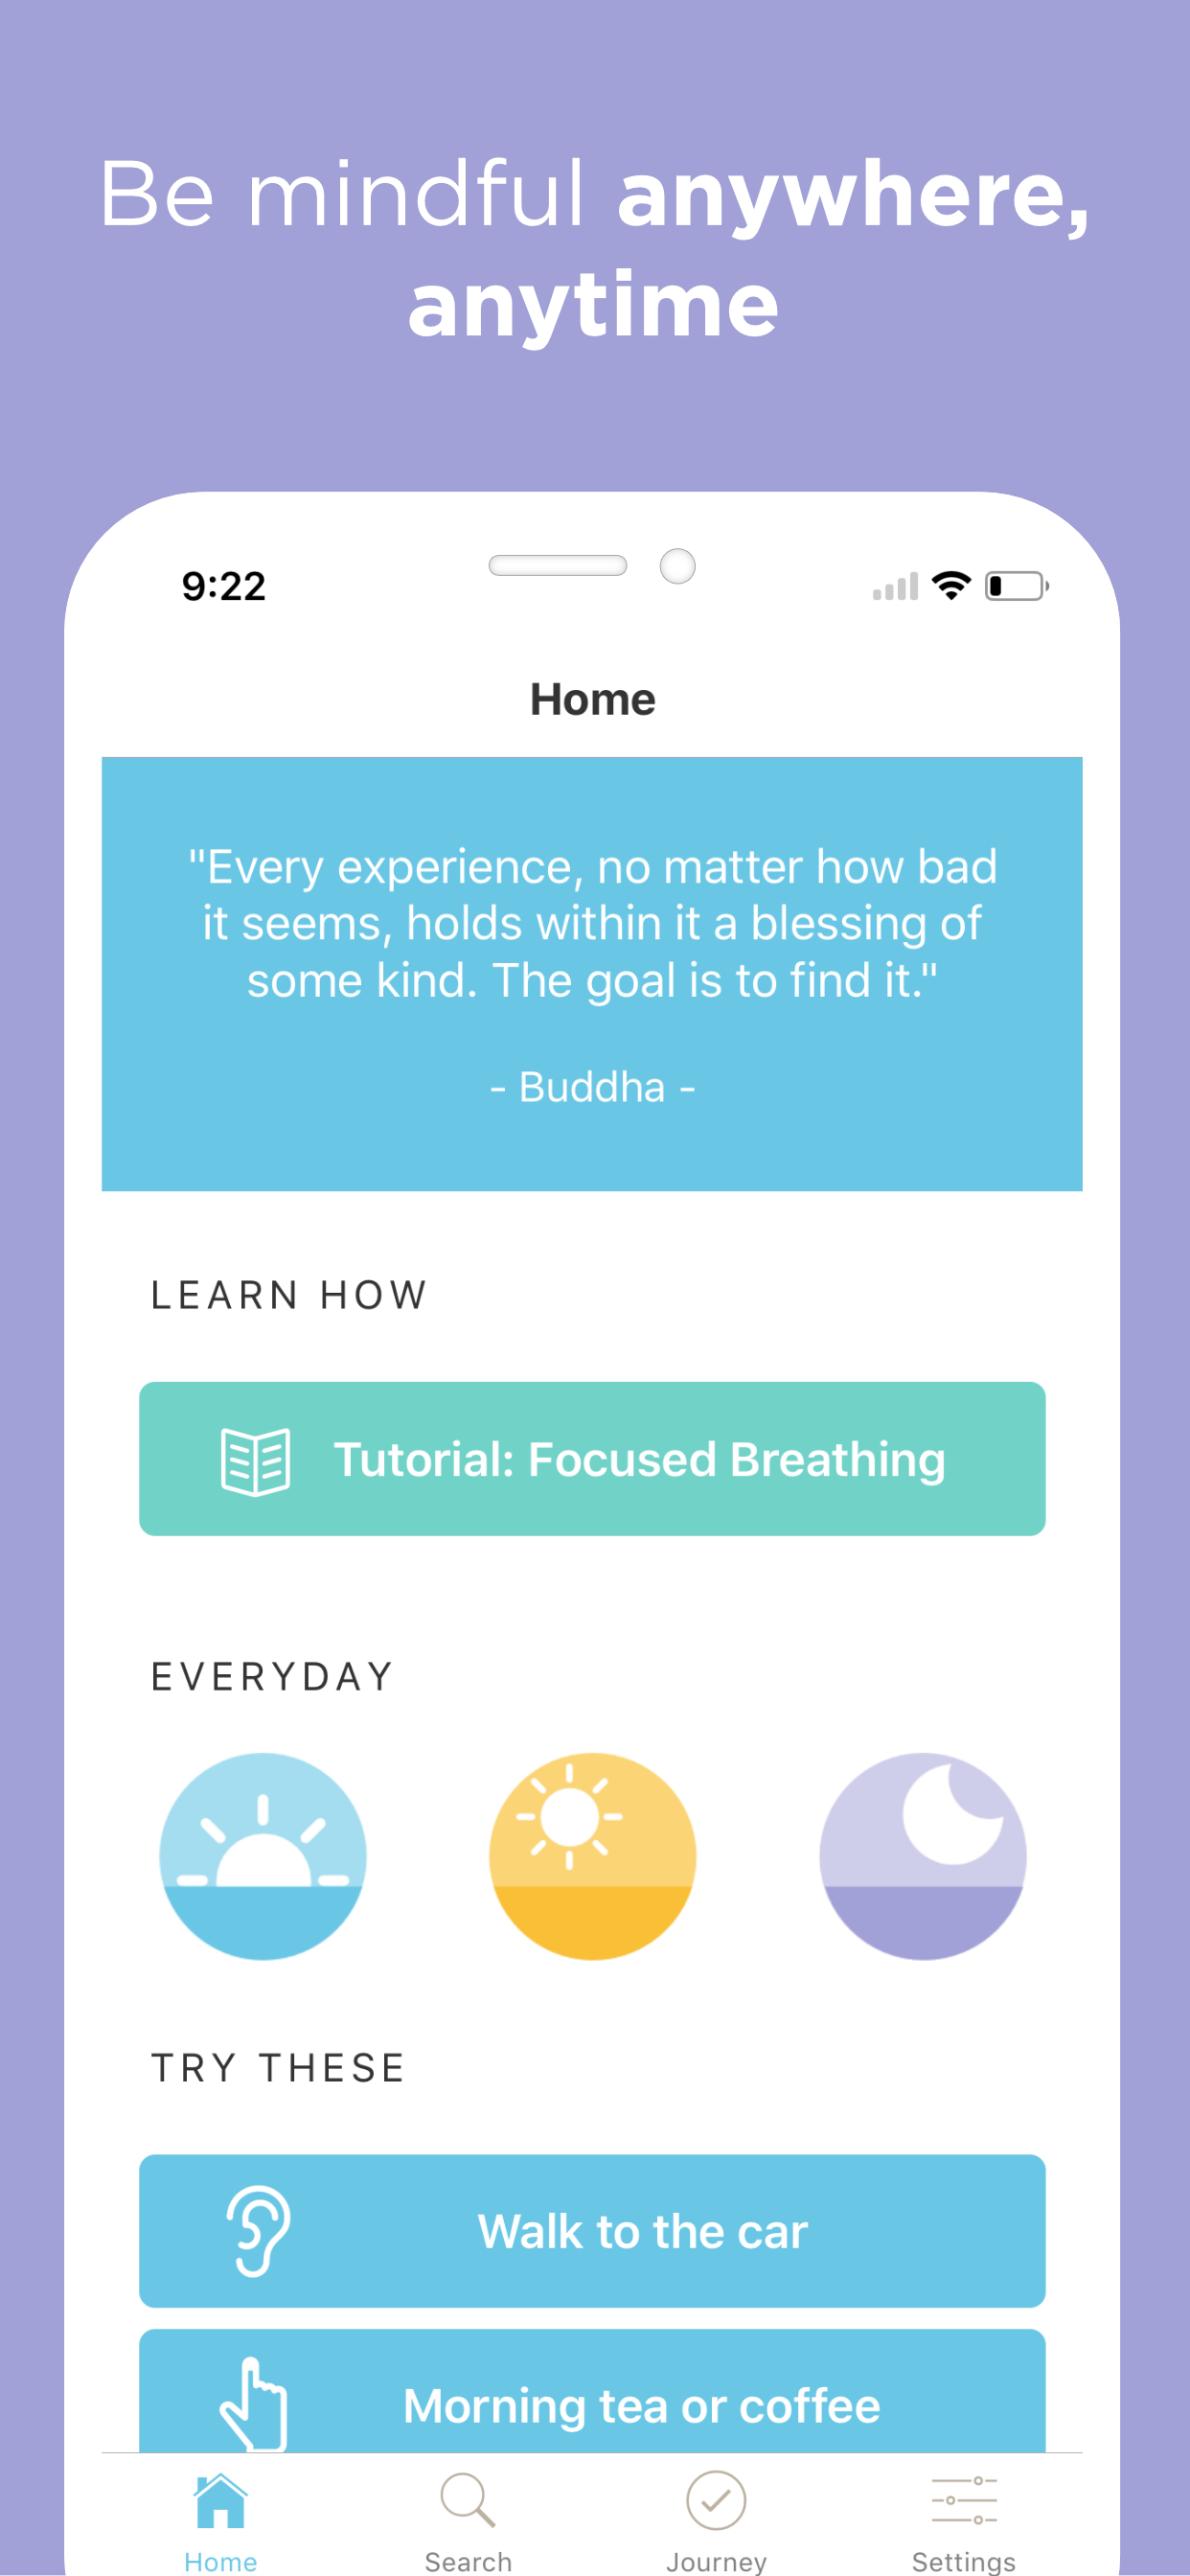 Be mindful anywhere,
anytime
9:22
Home
"Every experience, no matter how bad
it seems, holds within it a blessing of
some kind. The goal is to find it."
- Buddha -
LEARN HOW
Tutorial: Focused Breathing
EVERYDAY
TRY THESE
Walk to the car
Morning tea or coffee
Home Search Journey Settings